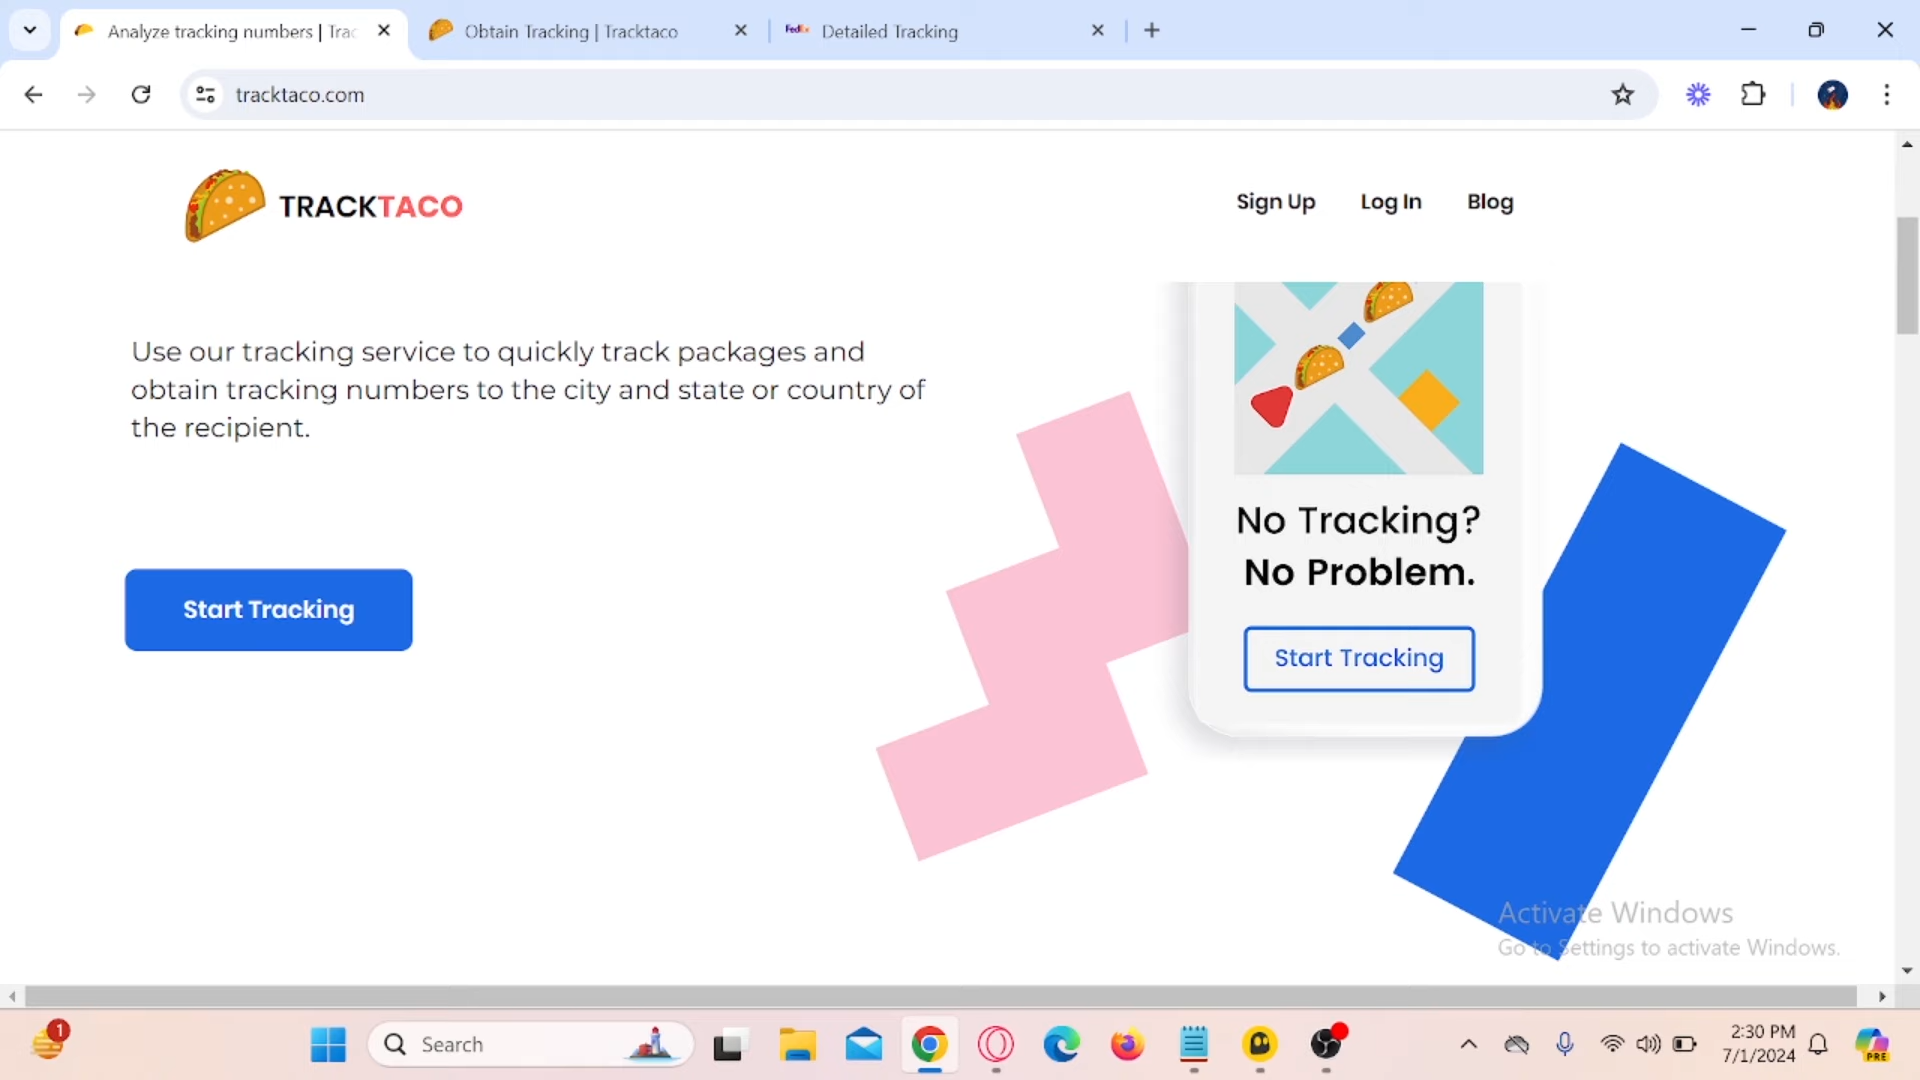 Analyze tracking numbers | Trac
Obtain Tracking | Tracktaco
FedEx
Detailed Tracking
tracktaco.com
TRACKTACO
Sign Up
Log In
Blog
Use our tracking service to quickly track packages and
obtain tracking numbers to the city and state or country of
the recipient.
Start Tracking
No Tracking?
No Problem.
Start Tracking
Activate Windows
Go to Settings to activate Windows.
1
Search
2:30 PM
7/1/2024
PRE